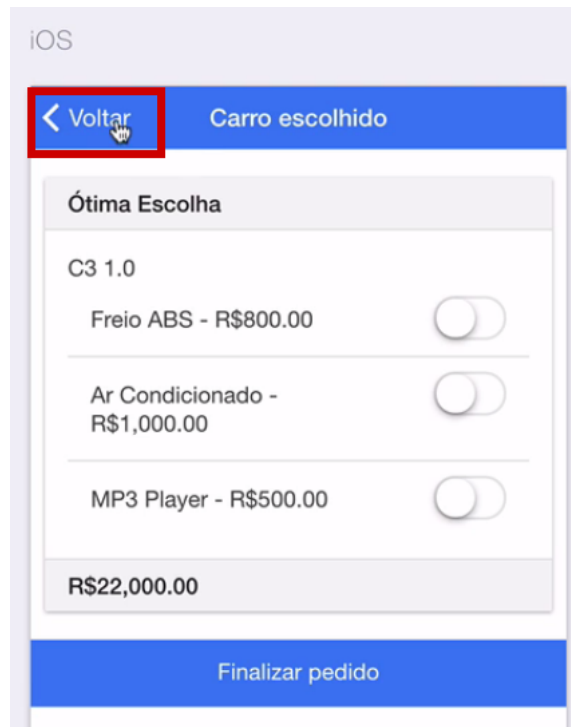 iOS
Voltar Carro escolhido
Ótima Escolha
C3 1.0
Freio ABS - R$800.00
Ar Condicionado -
R$1,000.00
MP3 Player - R$500.00
R$22,000.00
Finalizar pedido